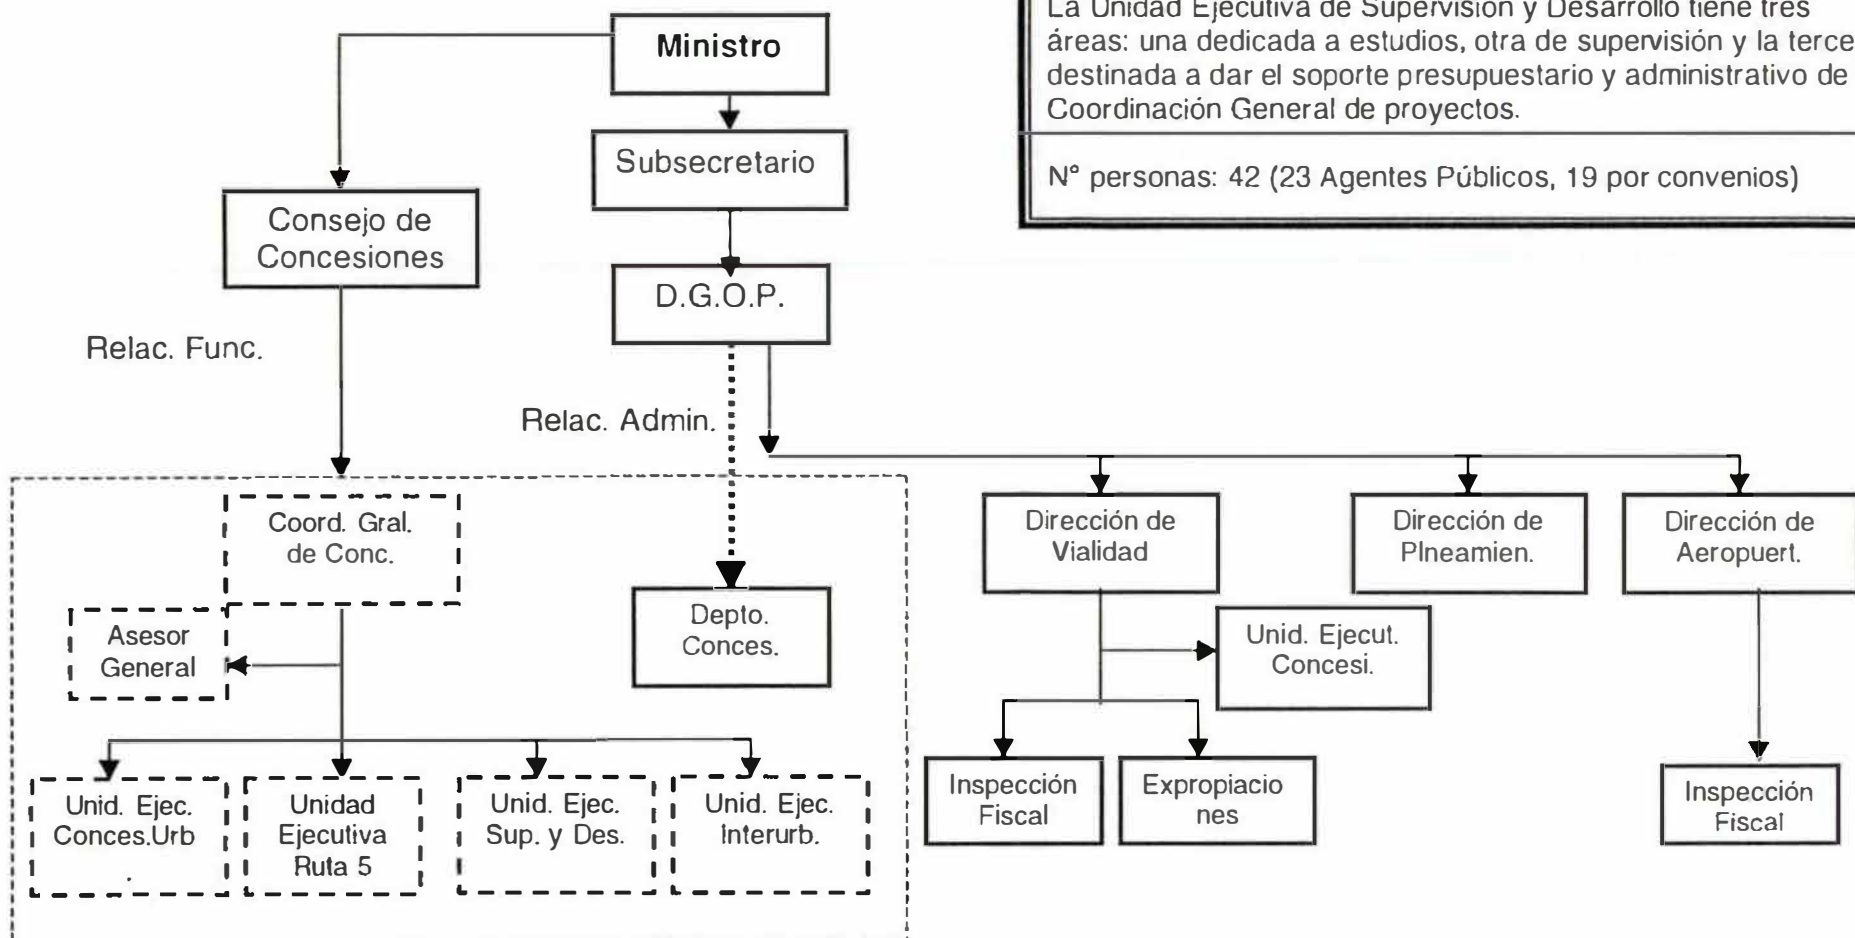 La Unidad Ejecutiva de Supervisión y Desarrollo tiene tres
áreas: una dedicada a estudios, otra de supervisión y la terce
destinada a dar el soporte presupuestario y administrativo de
Coordinación General de proyectos.
N° personas: 42 (23 Agentes Públicos, 19 por convenios)
Ministro
Subsecretario
Consejo de
Concesiones
D.G.O.P.
Relac. Func.
Relac. Admin.
Coord. Gral.
de Conc.
Asesor
General
Depto.
Conces.
Unid. Ejec.
Conces.Urb
Unidad
Ejecutiva
Ruta 5
Unid. Ejec.
Sup. y Des.
Unid. Ejec.
Interurb.
Dirección de
Vialidad
Dirección de
Plneamien.
Dirección de
Aeropuert.
Unid. Ejecut.
Concesi.
Inspección
Fiscal
Expropiacio
nes
Inspección
Fiscal